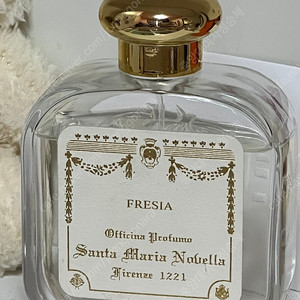 FRESIA
Officina Profumo
Santa Maria Novella
Firenze 1221